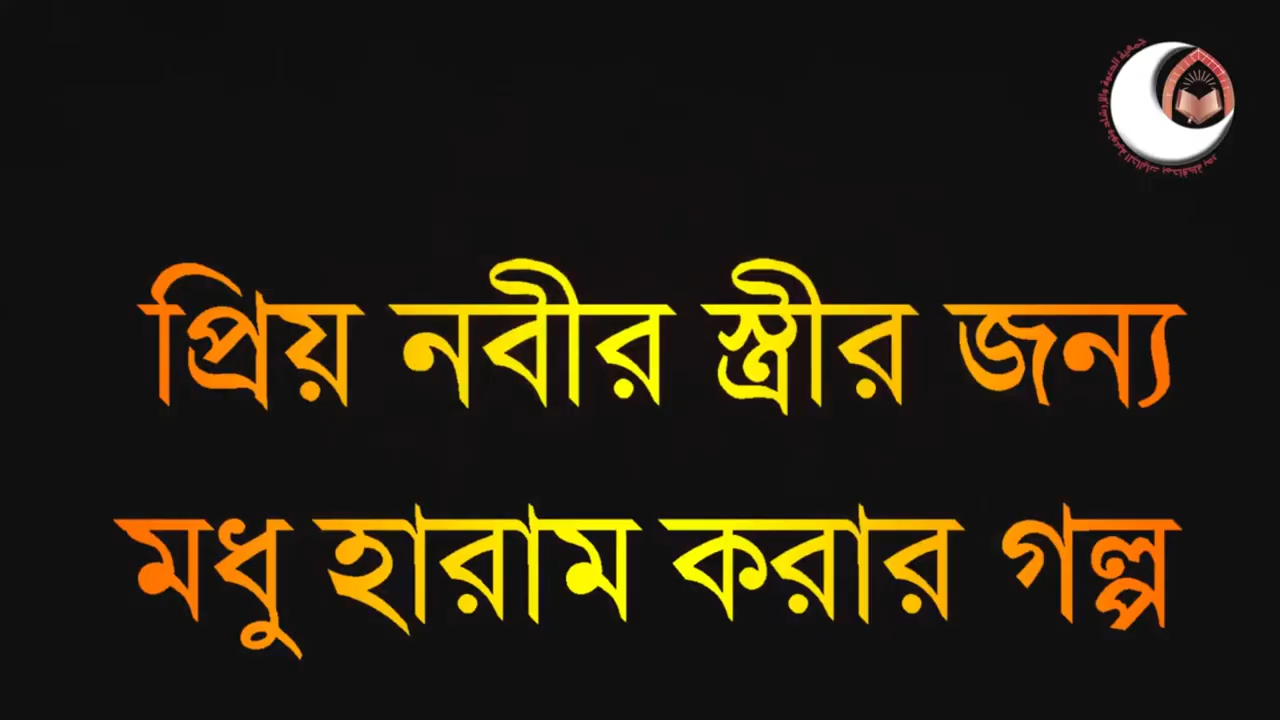 প্রিয় নবীর স্ত্রীর জন্য
মধু হারাম করার গল্প